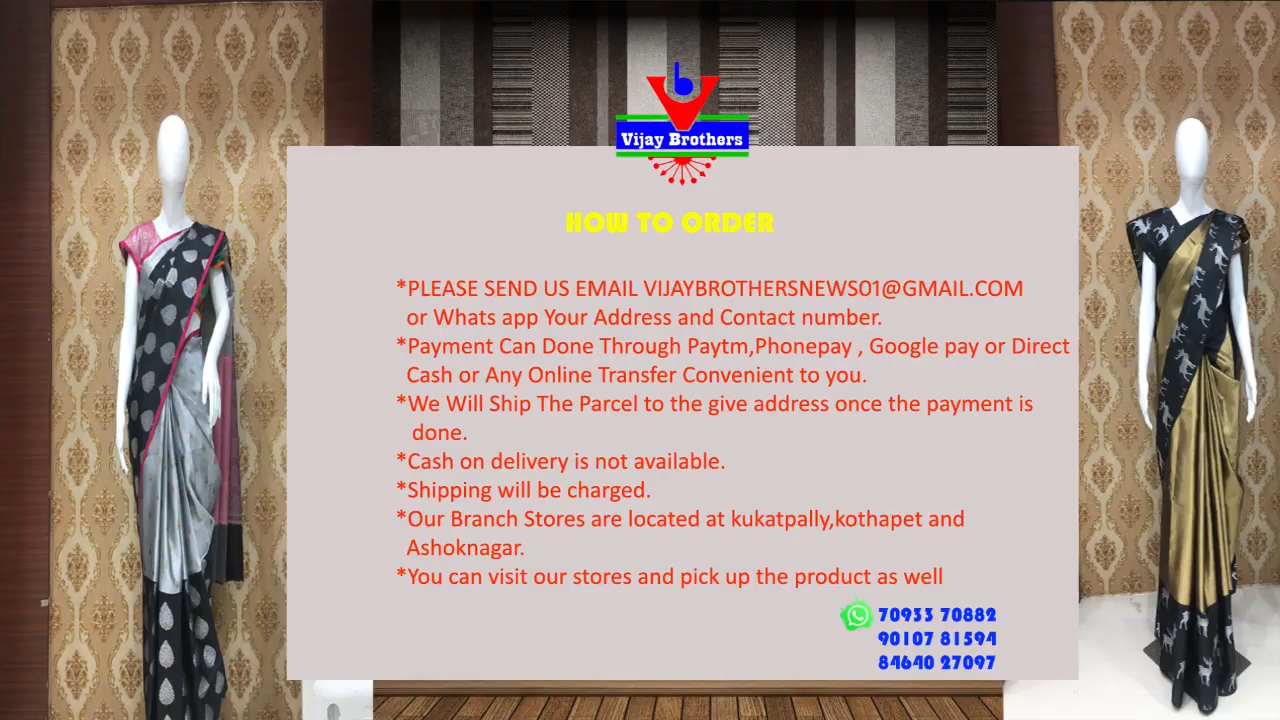 b
Vijay Brothers
HOW TO ORDER
*PLEASE SEND US EMAIL VIJAYBROTHERSNEWS01@GMAIL.COM
or Whats app Your Address and Contact number.
*Payment Can Done Through Paytm,Phonepay , Google pay or Direct
Cash or Any Online Transfer Convenient to you.
*We Will Ship The Parcel to the give address once the payment is
done.
*Cash on delivery is not available.
*Shipping will be charged.
*Our Branch Stores are located at kukatpally,kothapet and
Ashoknagar.
*You can visit our stores and pick up the product as well
70933 70882
90107 81594
84640 27097